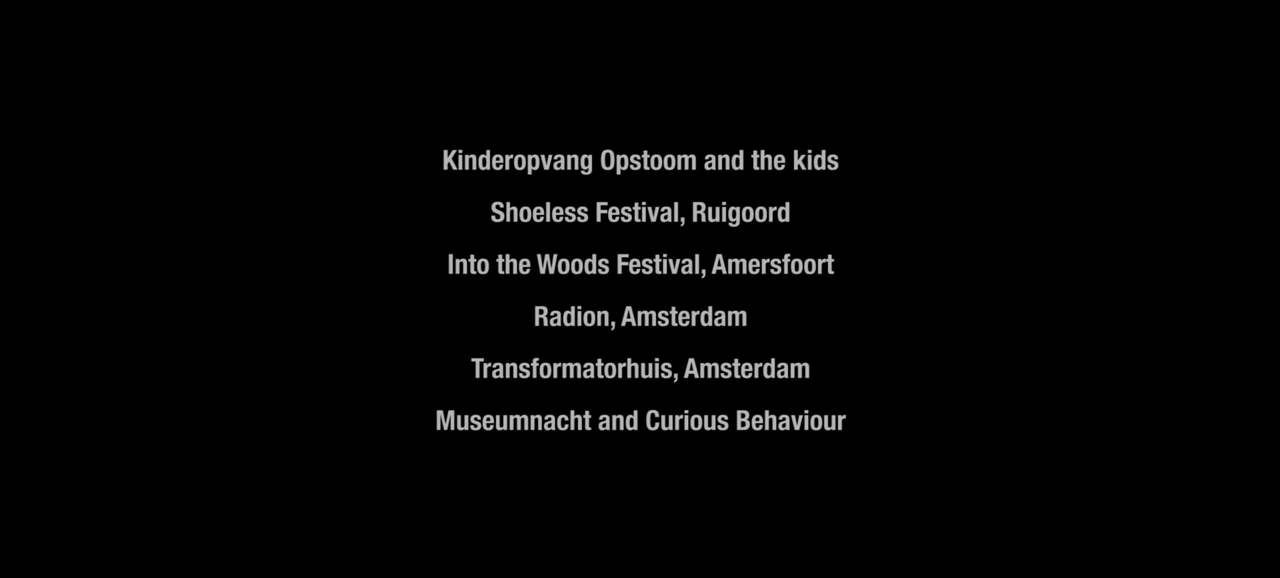 Kinderopvang Opstoom and the kids
Shoeless Festival, Ruigoord
Into the Woods Festival, Amersfoort
Radion, Amsterdam
Transformatorhuis, Amsterdam
Museumnacht and Curious Behaviour